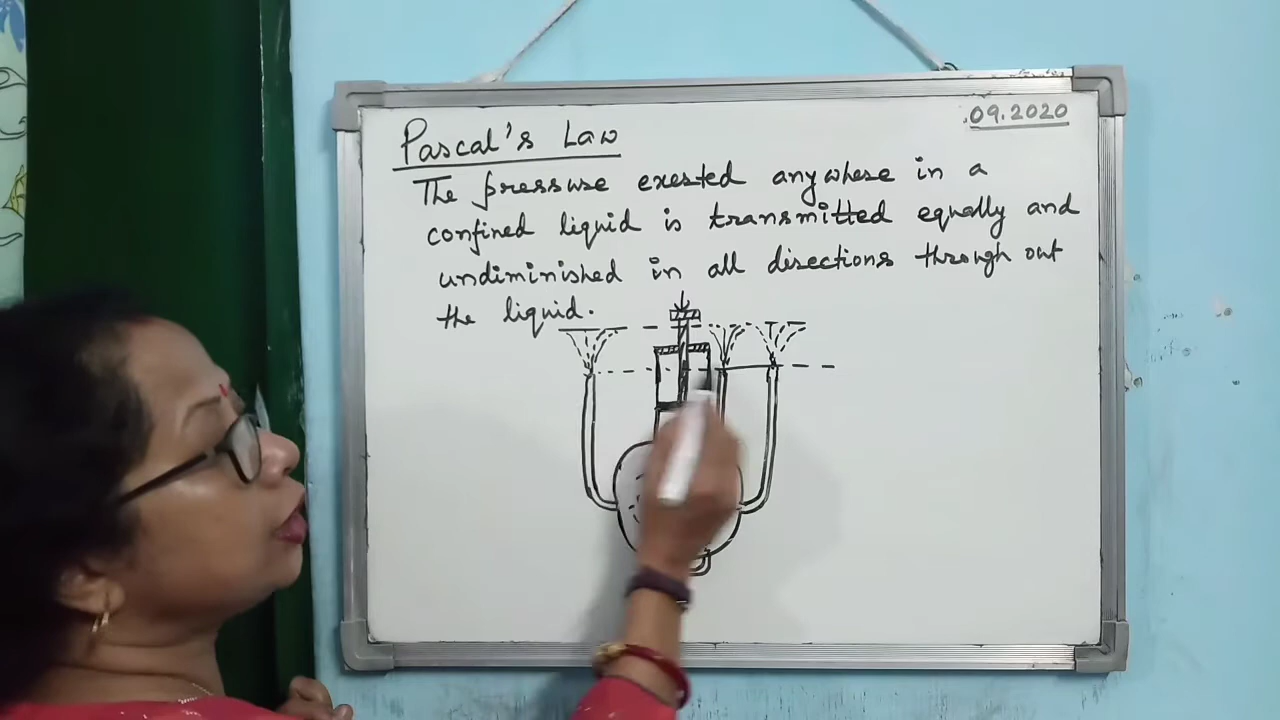 .09.2020
Pascal's Law
The pressure exerted anywhere in a
confined liquid is transmitted equally and
undiminished in all directions through out
the liquid.